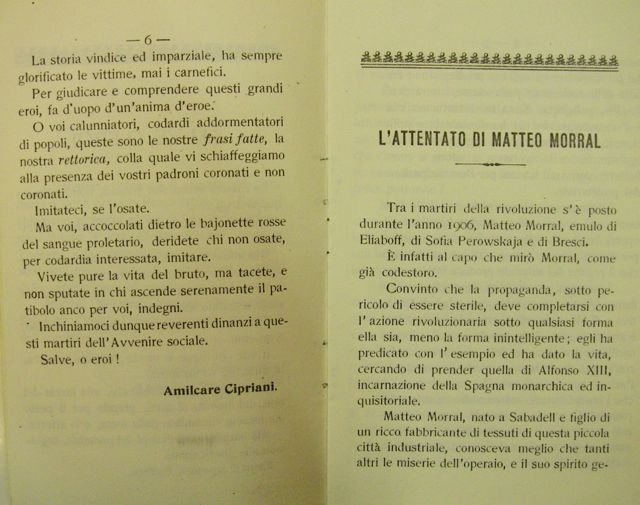 — 6 —
La storia vindice ed imparziale, ha sempre
glorificato le vittime, mai i carnefici.
Per giudicare e comprendere questi grandi
eroi, fa d'uopo d'un'anima d'eroe.
O voi calunniatori, codardi addormentatori
di popoli, queste sono le nostre frasi fatte, la
nostra rettorica, colla quale vi schiaffeggiamo
alla presenza dei vostri padroni coronati e non
coronati.
Imitateci, se l'osate.
Ma voi, accoccolati dietro le bajonette rosse
del sangue proletario, deridete chi non osate,
per codardia interessata, imitare.
Vivete pure la vita del bruto, ma tacete, e
non sputate in chi ascende serenamente il pa-
tibolo anco per voi, indegni.
Inchiniamoci dunque reverenti dinanzi a que-
sti martiri dell'Avvenire sociale.
Salve, o eroi !
Amilcare Cipriani.
L'ATTENTATO DI MATTEO MORRAL
Tra i martiri della rivoluzione s'è posto
durante l'anno 1906, Matteo Morral, emulo di
Eliaboff, di Sofia Perowskaja e di Bresci.
È infatti al capo che mirò Morral, come
già codestoro.
Convinto che la propaganda, sotto pe-
ricolo di essere sterile, deve completarsi con
l'azione rivoluzionaria sotto qualsiasi forma
ella sia, meno la forma inintelligente ; egli ha
predicato con l'esempio ed ha dato la vita,
cercando di prender quella di Alfonso XIII,
incarnazione della Spagna monarchica ed in-
quisitoriale.
Matteo Morral, nato a Sabadell e figlio di
un ricco fabbricante di tessuti di questa piccola
città industriale, conosceva meglio che tanti
altri le miserie dell'operaio, e il suo spirito ge-